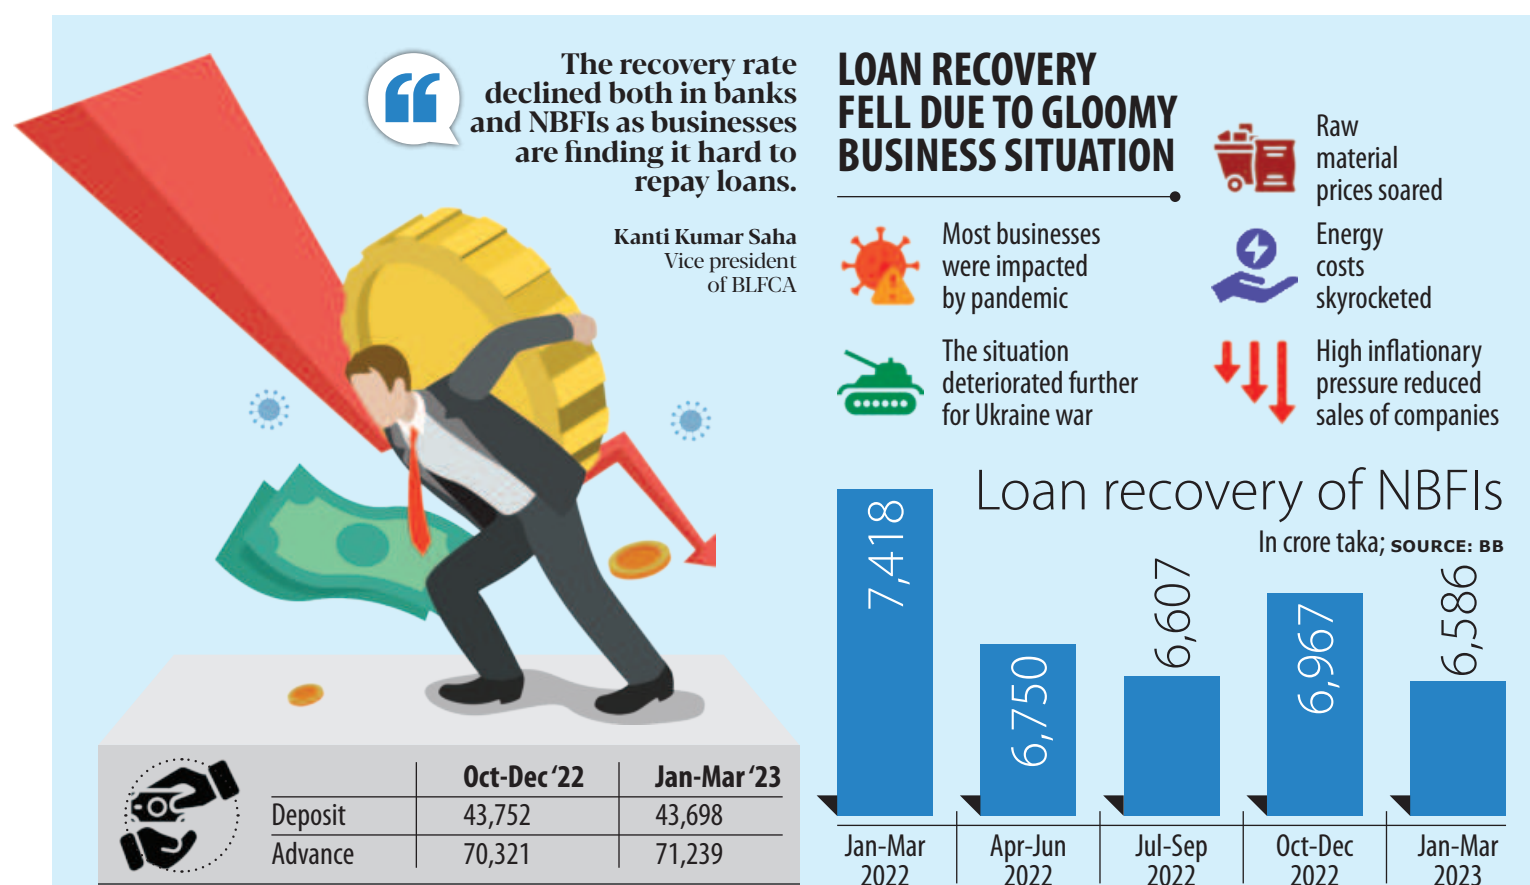 The recovery rate
declined both in banks
and NBFIs as businesses
are finding it hard to
repay loans.
Kanti Kumar Saha
Vice president
of BLFCA
LOAN RECOVERY
FELL DUE TO GLOOMY
BUSINESS SITUATION
Most businesses
were impacted
by pandemic
The situation
deteriorated further
for Ukraine war
Raw
material
prices soared
Energy
costs
skyrocketed
High inflationary
pressure reduced
sales of companies
Loan recovery of NBFIs
In crore taka; SOURCE: BB
7,418
6,750
6,607
6,967
6,586
Jan-Mar Apr-Jun Jul-Sep Oct-Dec Jan-Mar
2022 2022 2022 2022 2023
Oct-Dec ‘22 Jan-Mar ‘23
Deposit 43,752 43,698
Advance 70,321 71,239